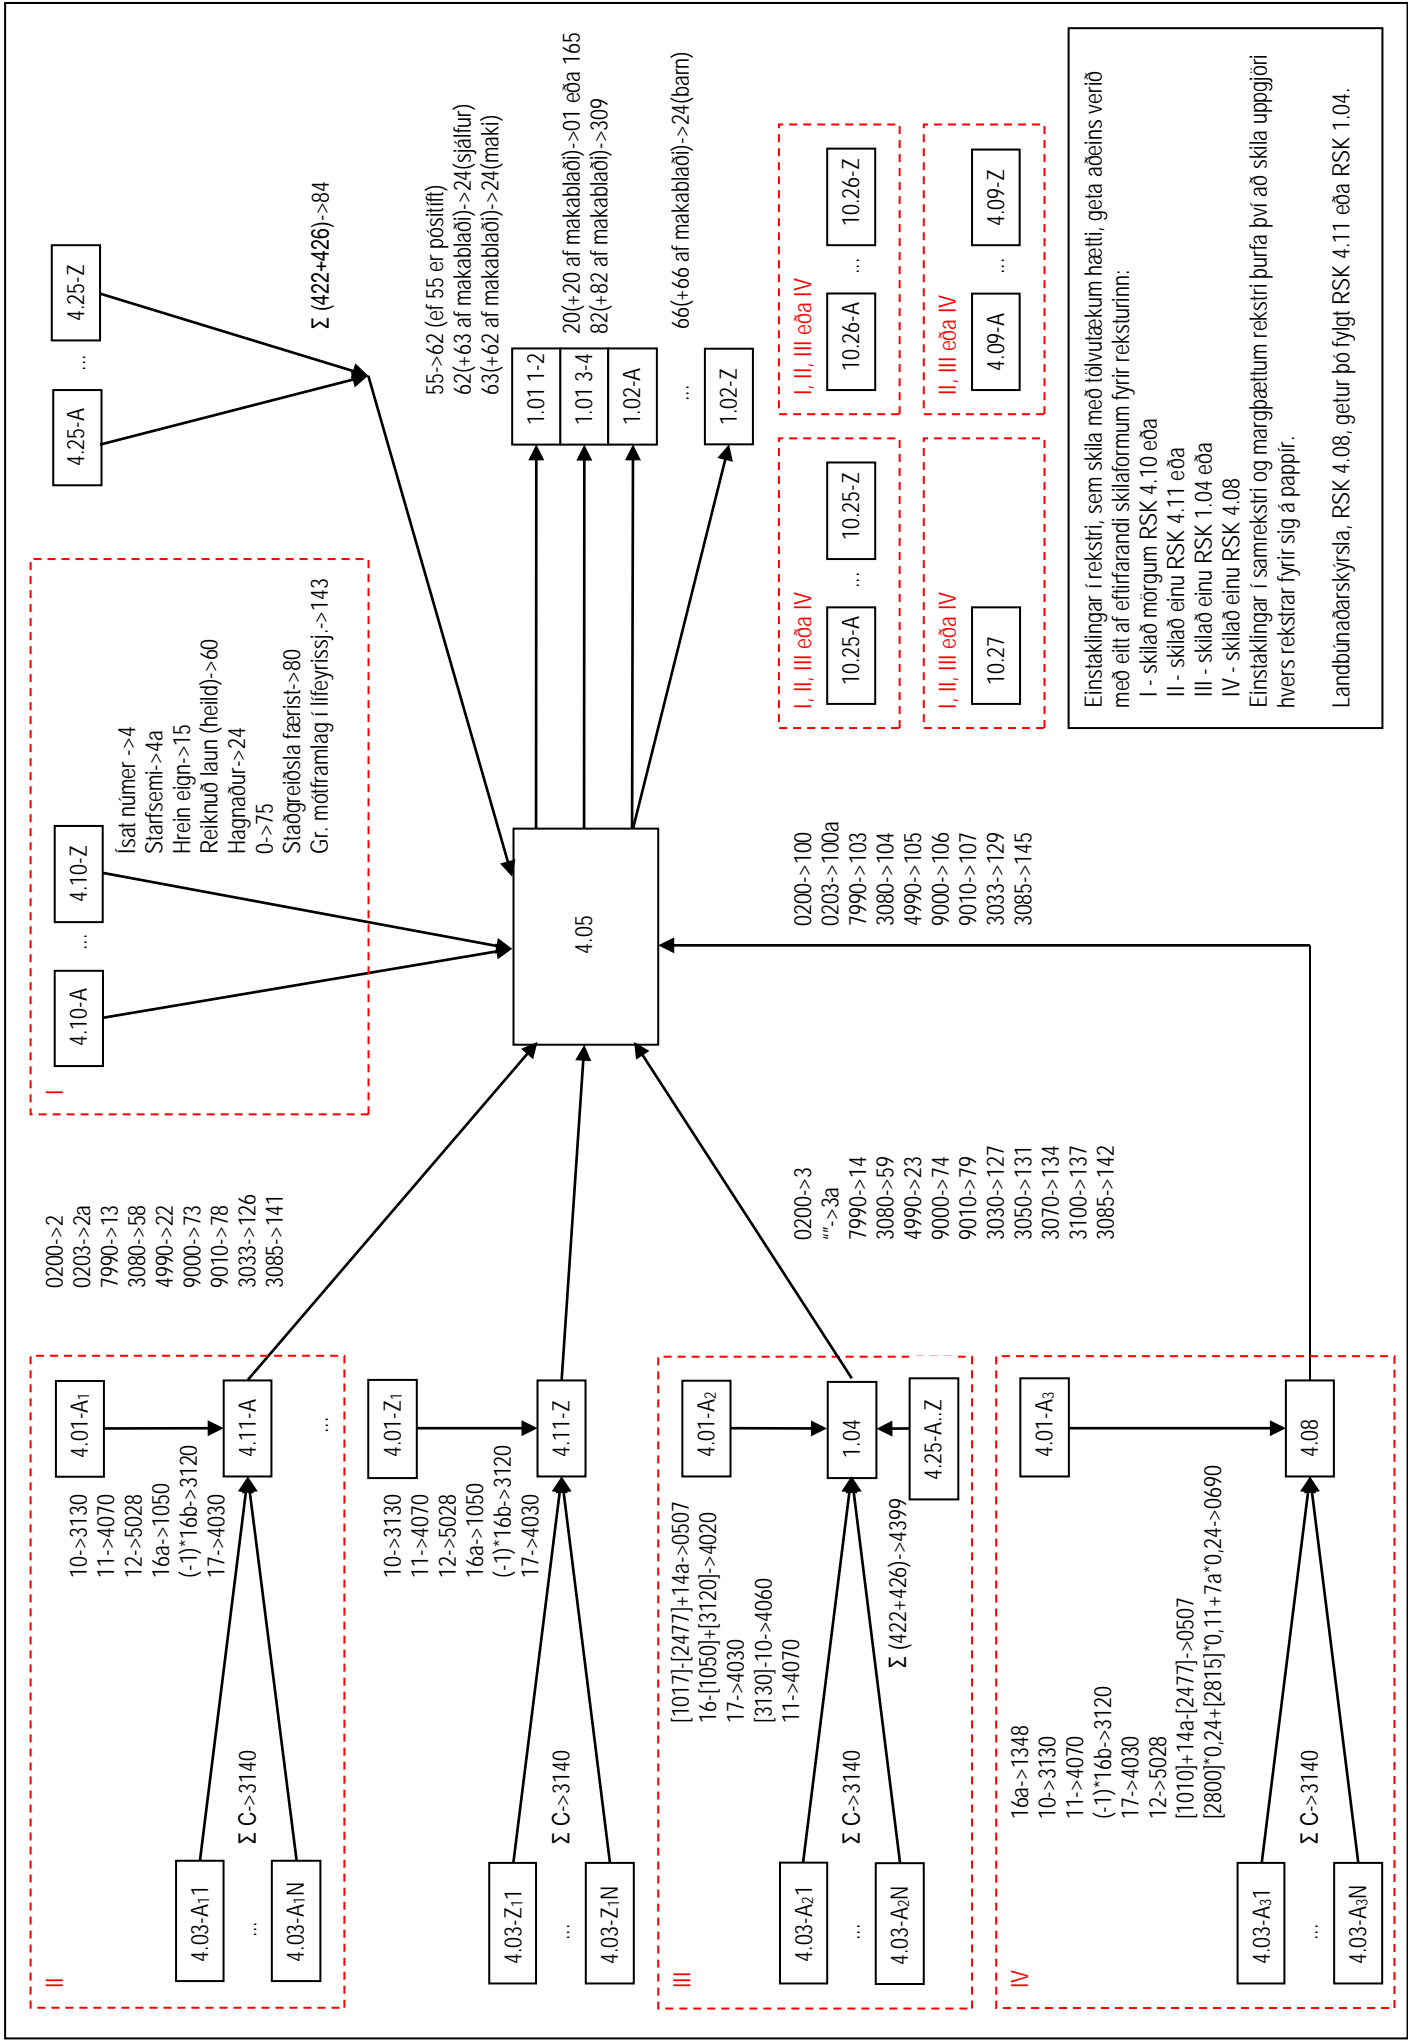 II
4.03-A₁1
...
4.03-A₁N
Σ C->3140
10->3130
11->4070
12->5028
16a->1050
(-1)*16b->3120
17->4030
4.01-A₁
4.11-A
...
0200->2
0203->2a
7990->13
3080->58
4990->22
9000->73
9010->78
3033->126
3085->141
4.03-Z₁1
...
4.03-Z₁N
Σ C->3140
10->3130
11->4070
12->5028
16a->1050
(-1)*16b->3120
17->4030
4.01-Z₁
4.11-Z
III
4.03-A₂1
...
4.03-A₂N
Σ C->3140
[1017]-[2477]+14a->0507
16-[1050]+[3120]->4020
17->4030
[3130]-10->4060
11->4070
Σ (422+426)->4399
4.01-A₂
1.04
4.25-A..Z
0200->3
""->3a
7990->14
3080->59
4990->23
9000->74
9010->79
3030->127
3050->131
3070->134
3100->137
3085->142
IV
4.03-A₃1
...
4.03-A₃N
Σ C->3140
16a->1348
10->3130
11->4070
(-1)*16b->3120
17->4030
12->5028
[1010]+14a-[2477]->0507
[2800]*0,24+[2815]*0,11+7a*0,24->0690
4.01-A₃
4.08
0200->100
0203->100a
7990->103
3080->104
4990->105
9000->106
9010->107
3033->129
3085->145
I
4.10-A
...
4.10-Z
Ísat númer ->4
Starfsemi->4a
Hrein eign->15
Reiknuð laun (heild)->60
Hagnaður->24
0->75
Staðgreiðsla færist->80
Gr. mótframlag í lífeyrissj.->143
4.05
4.25-A
...
4.25-Z
Σ (422+426)->84
55->62 (ef 55 er pósitíft)
62(+63 af makablaði)->24(sjálfur)
63(+62 af makablaði)->24(maki)
1.01 1-2
1.01 3-4
1.02-A
...
1.02-Z
20(+20 af makablaði)->01 eða 165
82(+82 af makablaði)->309
66(+66 af makablaði)->24(barn)
I, II, III eða IV
10.25-A
...
10.25-Z
I, II, III eða IV
10.26-A
...
10.26-Z
I, II, III eða IV
10.27
II, III eða IV
4.09-A
...
4.09-Z
Einstaklingar í rekstri, sem skila með tölvutækum hætti, geta aðeins verið
með eitt af eftirfarandi skilaformum fyrir reksturinn:
I - skilað mörgum RSK 4.10 eða
II - skilað einu RSK 4.11 eða
III - skilað einu RSK 1.04 eða
IV - skilað einu RSK 4.08
Einstaklingar í samrekstri og margþættum rekstri þurfa því að skila uppgjöri
hvers rekstrar fyrir sig á pappír.
Landbúnaðarskýrsla, RSK 4.08, getur þó fylgt RSK 4.11 eða RSK 1.04.